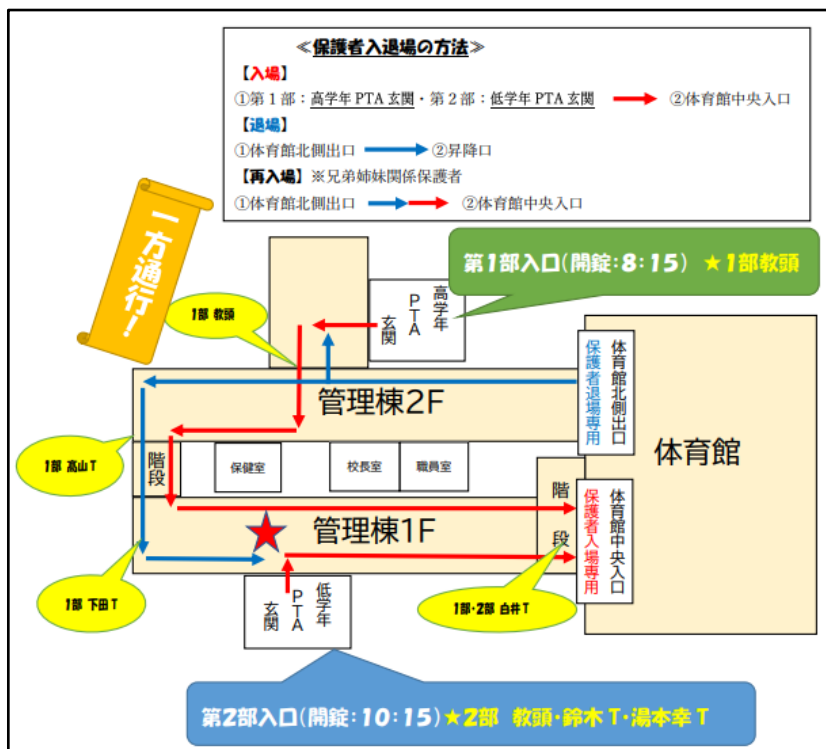 ≪保護者入退場の方法≫
【入場】
①第1部：高学年PTA玄関・第2部：低学年PTA玄関 ②体育館中央入口
【退場】
①体育館北側出口 ②昇降口
【再入場】※兄弟姉妹関係保護者
①体育館北側出口 ②体育館中央入口
一方通行！
第1部入口(開錠:8:15) ★1部教頭
1部 教頭
高学年
PTA
玄関
体育館北側出口
保護者退場専用
管理棟2F
体育館
1部 高山T
階段
保健室
校長室
職員室
階段
体育館中央入口
保護者入場専用
管理棟1F
1部 下田T
1部・2部 白井T
低学年
PTA
玄関
第2部入口(開錠:10:15)★2部 教頭・鈴木T・湯本幸T